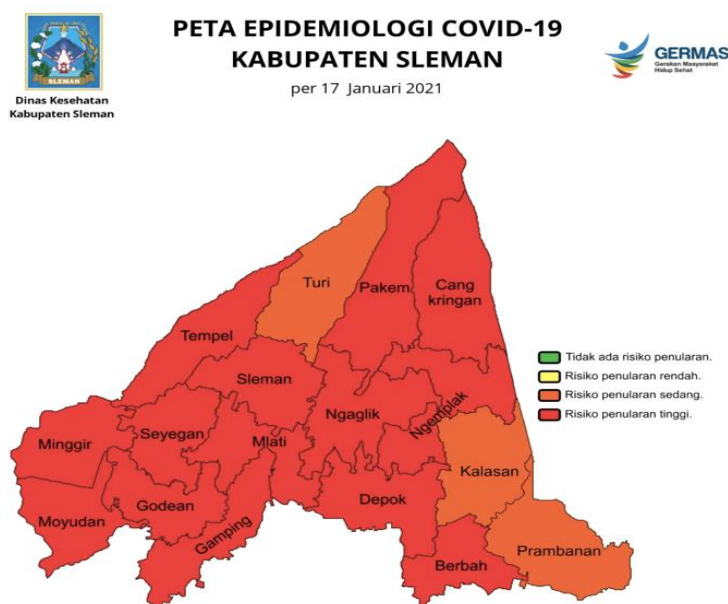 PETA EPIDEMIOLOGI COVID-19
KABUPATEN SLEMAN
per 17 Januari 2021
SLEMAN
Dinas Kesehatan
Kabupaten Sleman
GERMAS
Gerakan Masyarakat
Hidup Sehat
Turi
Pakem
Cang
kringan
Tempel
Sleman
Ngaglik
Ngemplak
Minggir
Seyegan
Mlati
Kalasan
Moyudan
Godean
Gamping
Depok
Berbah
Prambanan
Tidak ada risiko penularan.
Risiko penularan rendah.
Risiko penularan sedang.
Risiko penularan tinggi.